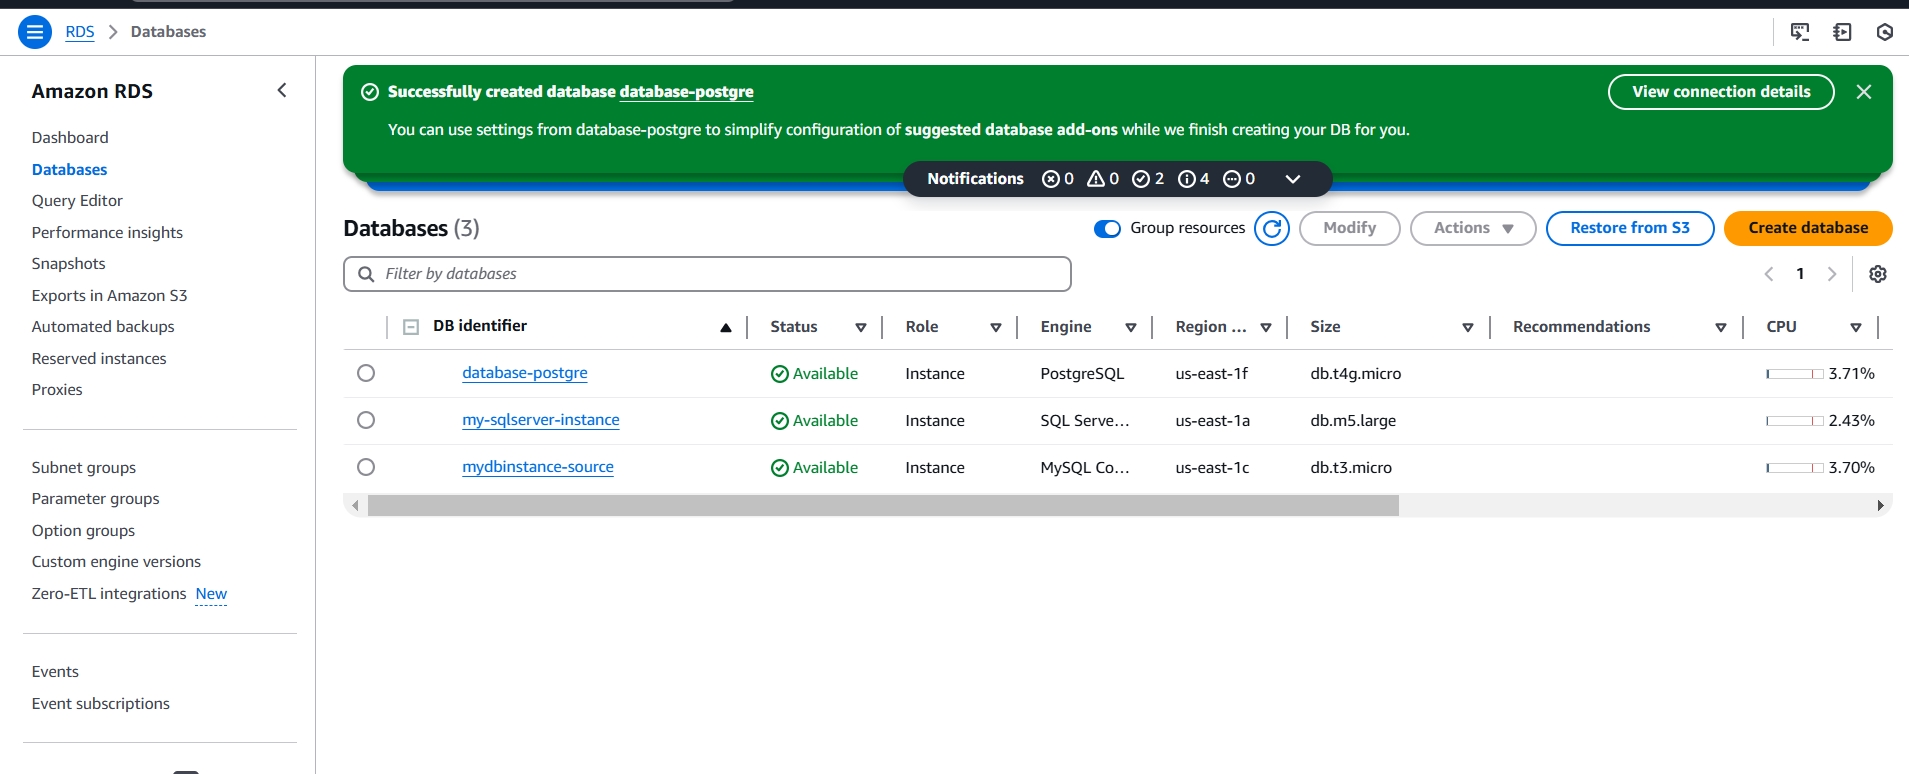 RDS > Databases
Amazon RDS
Dashboard
Databases
Query Editor
Performance insights
Snapshots
Exports in Amazon S3
Automated backups
Reserved instances
Proxies
Subnet groups
Parameter groups
Option groups
Custom engine versions
Zero-ETL integrations New
Events
Event subscriptions
Successfully created database database-postgre
View connection details
You can use settings from database-postgre to simplify configuration of suggested database add-ons while we finish creating your DB for you.
Notifications 0 0 2 4 0
Databases (3)
Group resources
Modify
Actions
Restore from S3
Create database
Filter by databases
1
DB identifier Status Role Engine Region ... Size Recommendations CPU
database-postgre Available Instance PostgreSQL us-east-1f db.t4g.micro 3.71%
my-sqlserver-instance Available Instance SQL Serve... us-east-1a db.m5.large 2.43%
mydbinstance-source Available Instance MySQL Co... us-east-1c db.t3.micro 3.70%